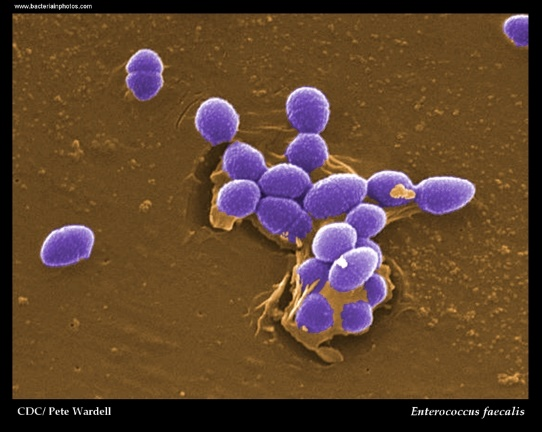 www.bacteriainphotos.com
CDC/ Pete Wardell
Enterococcus faecalis